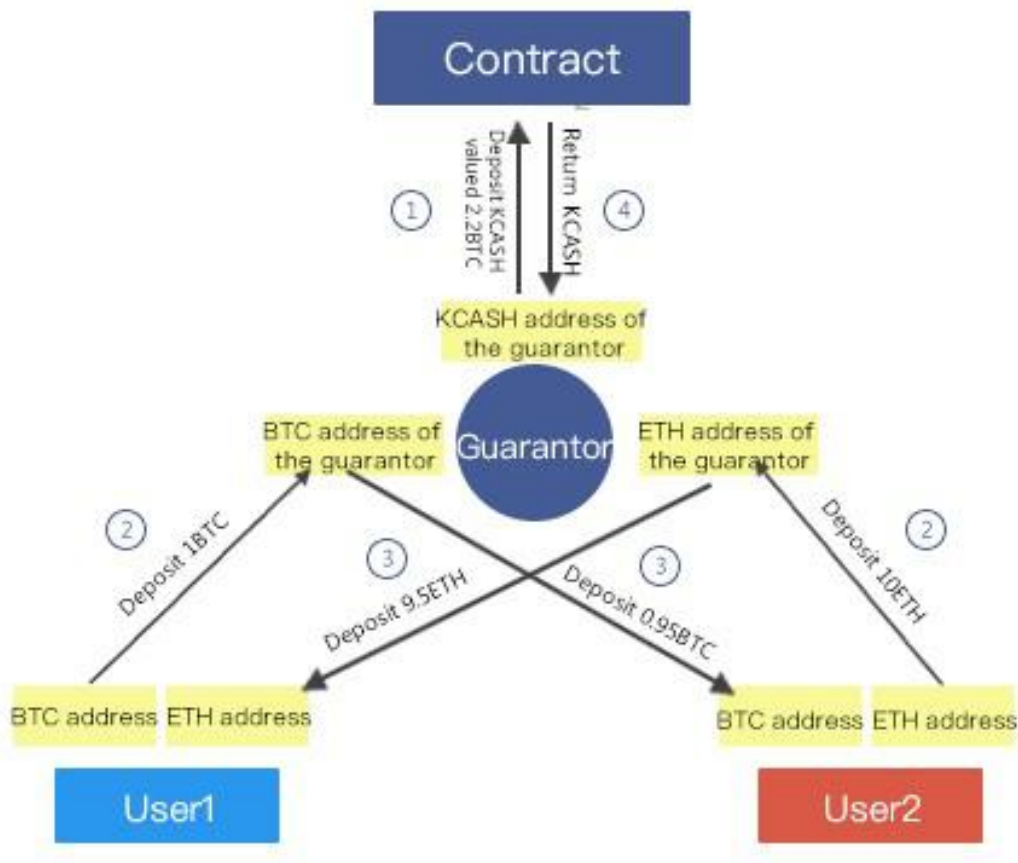 Contract
Deposit KCASH
valued 2.2BTC
Return KCASH
1
4
KCASH address of
the guarantor
BTC address of
the guarantor
Guarantor
ETH address of
the guarantor
2
Deposit 1BTC
3
Deposit 9.5ETH
3
Deposit 0.95BTC
2
Deposit 10ETH
BTC address
ETH address
BTC address
ETH address
User1
User2